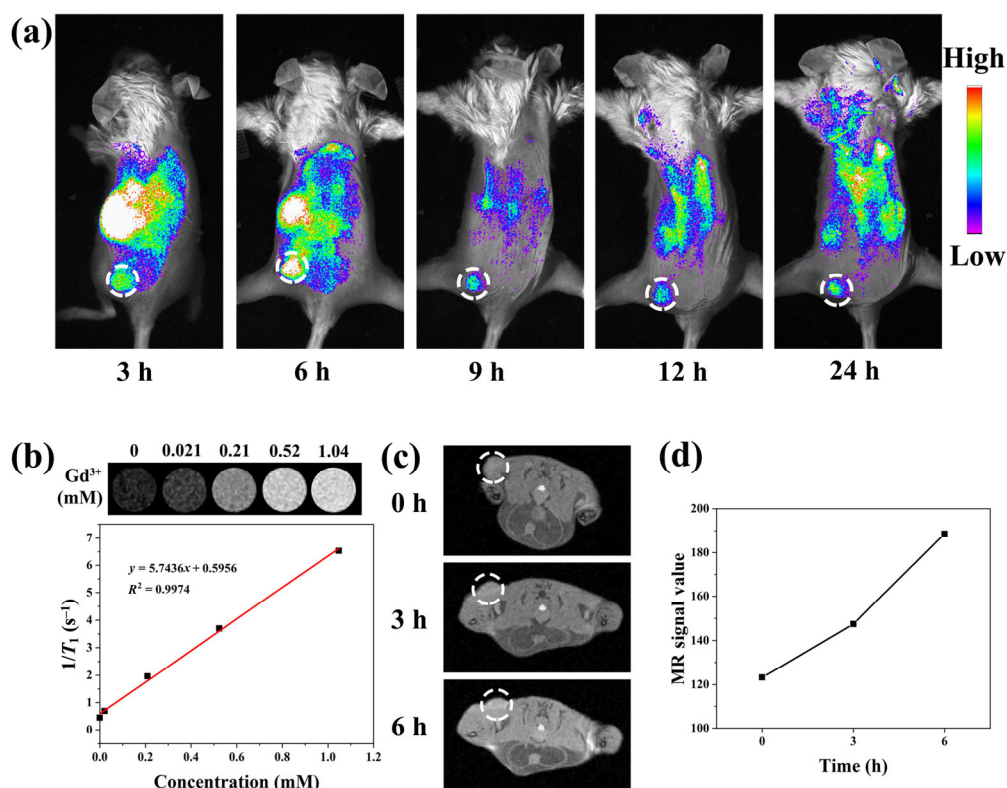 (a)
High
Low
3 h
6 h
9 h
12 h
24 h
(b)
0 0.021 0.21 0.52 1.04
Gd³⁺
(mM)
y = 5.7436x + 0.5956
R² = 0.9974
1/T₁ (s⁻¹)
7
6
5
4
3
2
1
0
0.0 0.2 0.4 0.6 0.8 1.0 1.2
Concentration (mM)
(c)
0 h
3 h
6 h
(d)
MR signal value
200
180
160
140
120
100
0 3 6
Time (h)